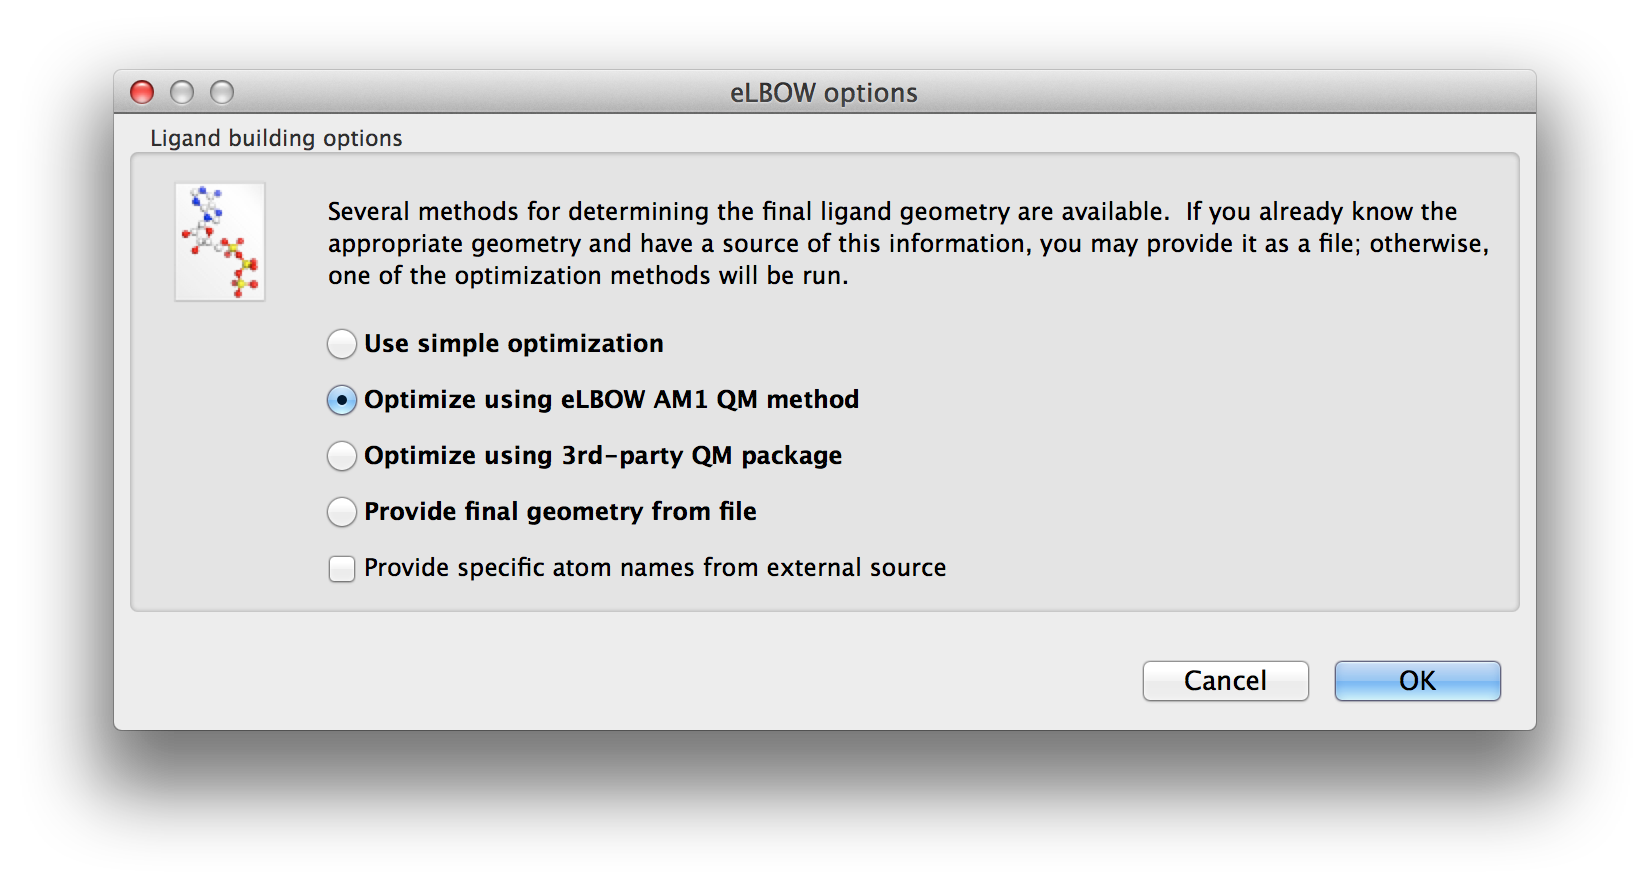 eLBOW options
Ligand building options
Several methods for determining the final ligand geometry are available.  If you already know the
appropriate geometry and have a source of this information, you may provide it as a file; otherwise,
one of the optimization methods will be run.
Use simple optimization
Optimize using eLBOW AM1 QM method
Optimize using 3rd-party QM package
Provide final geometry from file
Provide specific atom names from external source
Cancel
OK